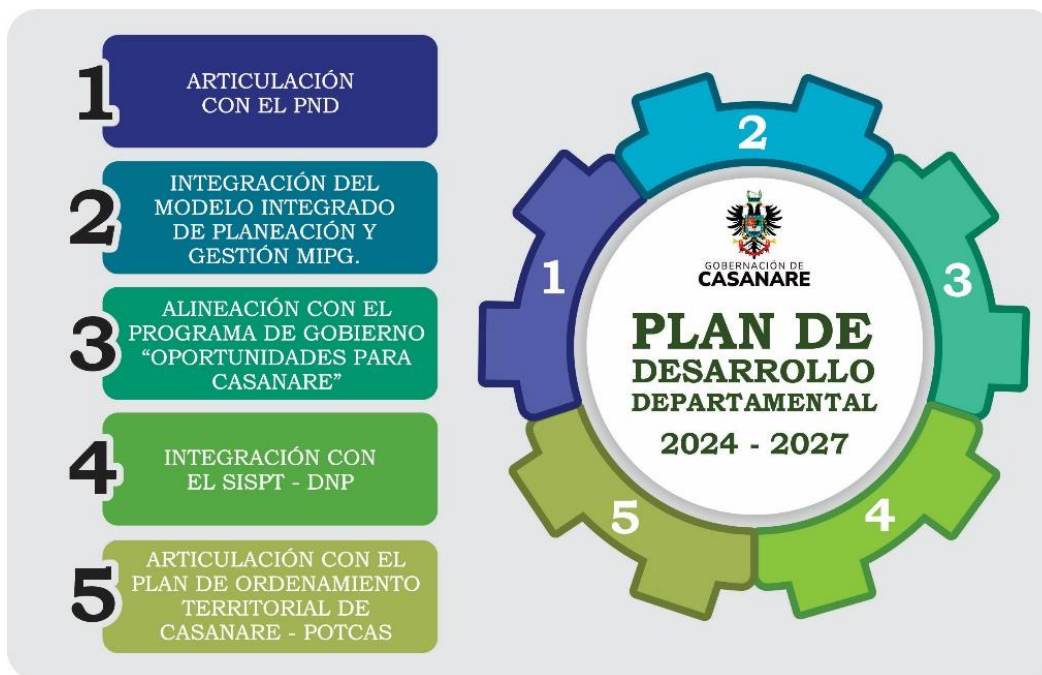 1
ARTICULACIÓN
CON EL PND
2
INTEGRACIÓN DEL
MODELO INTEGRADO
DE PLANEACIÓN Y
GESTIÓN MIPG.
3
ALINEACIÓN CON EL
PROGRAMA DE GOBIERNO
“OPORTUNIDADES PARA
CASANARE”
4
INTEGRACIÓN CON
EL SISPT - DNP
5
ARTICULACIÓN CON EL
PLAN DE ORDENAMIENTO
TERRITORIAL DE
CASANARE - POTCAS
1
2
3
4
5
GOBERNACIÓN DE
CASANARE
PLAN DE
DESARROLLO
DEPARTAMENTAL
2024 - 2027